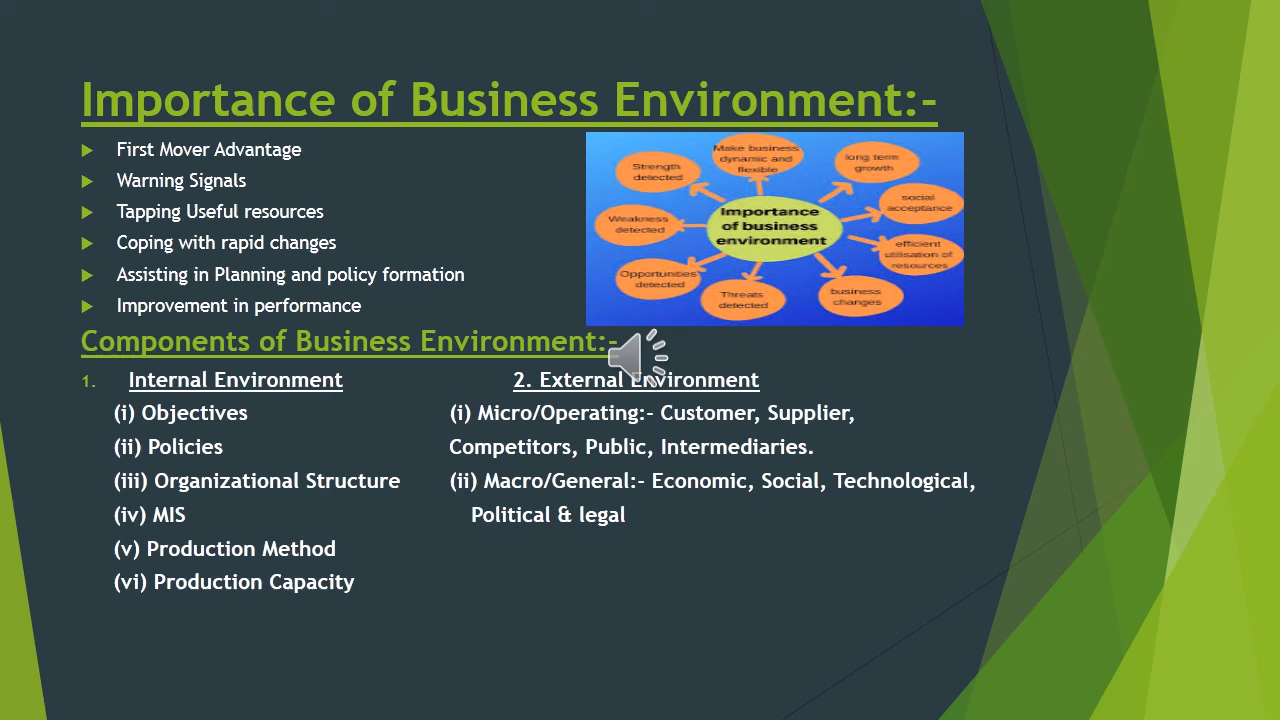 Importance of Business Environment:-
First Mover Advantage
Warning Signals
Tapping Useful resources
Coping with rapid changes
Assisting in Planning and policy formation
Improvement in performance
Make business
dynamic and
flexible
long term
growth
Strength
detected
social
acceptance
Importance
of business
environment
Weakness
detected
efficient
utilisation of
resources
Opportunities
detected
Threats
detected
business
changes
Components of Business Environment:-
1. Internal Environment
(i) Objectives
(ii) Policies
(iii) Organizational Structure
(iv) MIS
(v) Production Method
(vi) Production Capacity
2. External Environment
(i) Micro/Operating:- Customer, Supplier,
Competitors, Public, Intermediaries.
(ii) Macro/General:- Economic, Social, Technological,
Political & legal